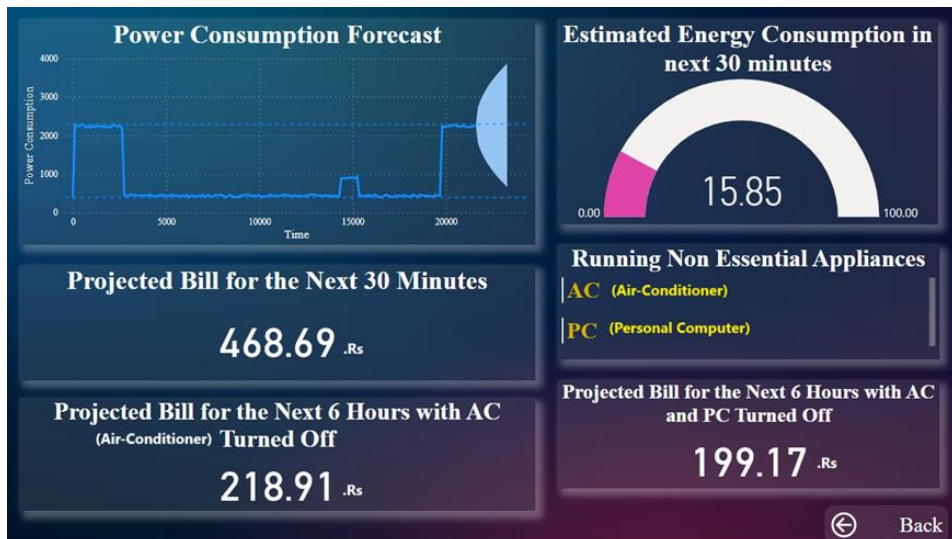 Power Consumption Forecast
Power Consumption
4000
3000
2000
1000
0
0
5000
10000
15000
20000
Time
Estimated Energy Consumption in
next 30 minutes
15.85
0.00
100.00
Projected Bill for the Next 30 Minutes
468.69 .Rs
Running Non Essential Appliances
AC (Air-Conditioner)
PC (Personal Computer)
Projected Bill for the Next 6 Hours with AC
(Air-Conditioner) Turned Off
218.91 .Rs
Projected Bill for the Next 6 Hours with AC
and PC Turned Off
199.17 .Rs
Back